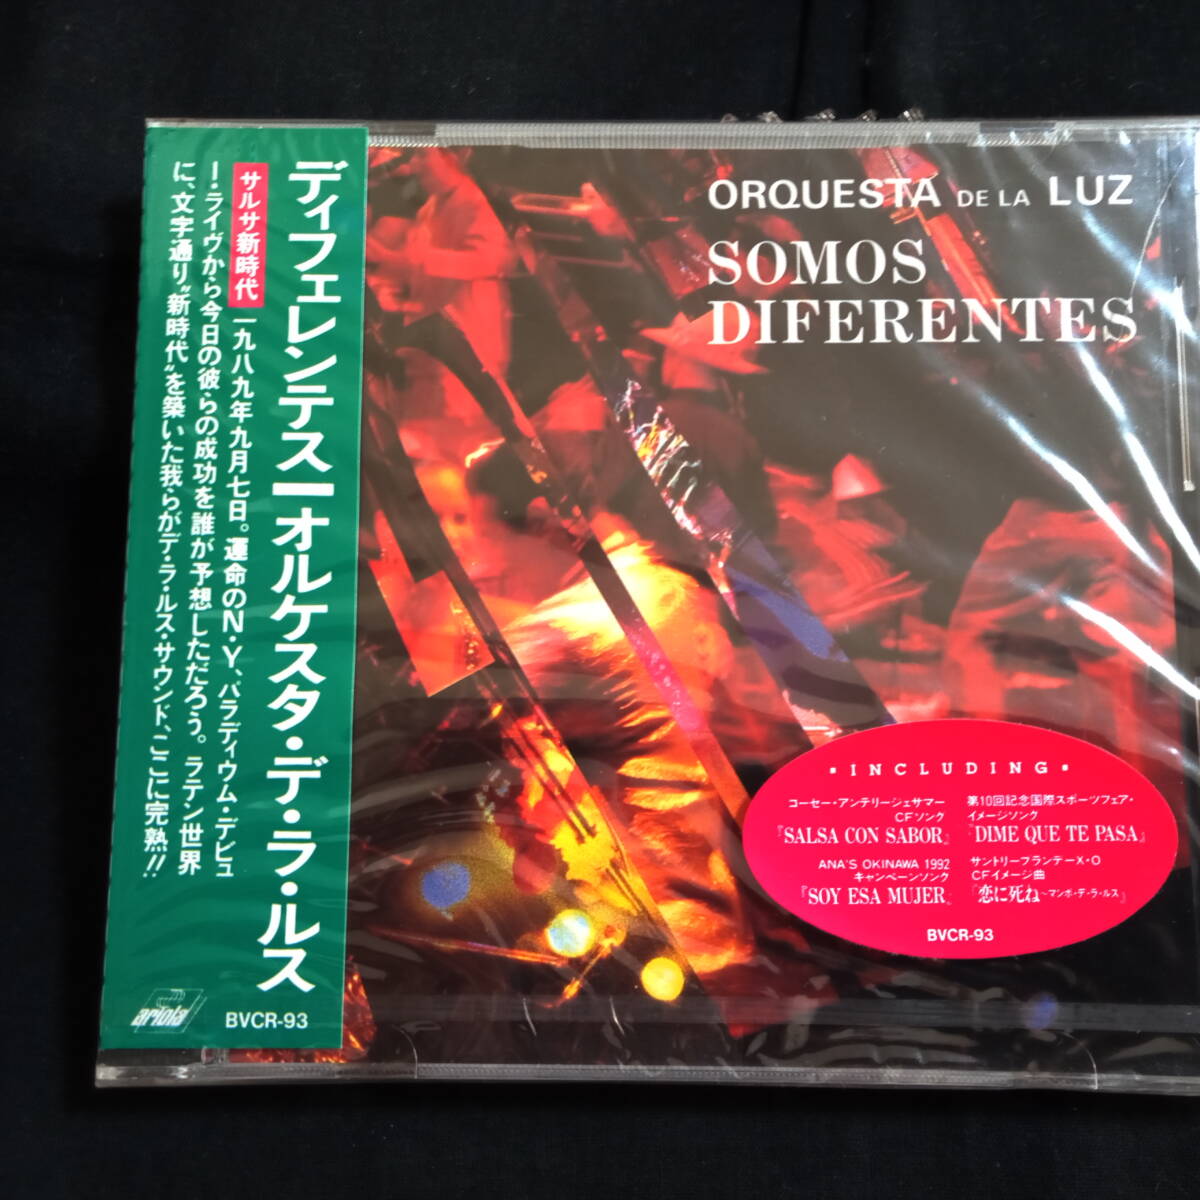 ディフェレンテス ー オルケスタ・デ・ラ・ルス
サルサ新時代 一九八九年九月七日。運命のN・Y、パラディウム・デビュ
ー・ライヴから今日の彼らの成功を誰が予想しただろう。ラテン世界
に、文字通り“新時代”を築いた我らがデ・ラ・ルス・サウンド、ここに完熟!!
ariola
BVCR-93
ORQUESTA DE LA LUZ
SOMOS
DIFERENTES
・INCLUDING・
コーセー・アンテリージェサマー
CFソング
『SALSA CON SABOR』
第10回記念国際スポーツフェア・
イメージソング
『DIME QUE TE PASA』
ANA'S OKINAWA 1992
キャンペーンソング
『SOY ESA MUJER』
サントリーブランデーX・O
CFイメージ曲
『恋に死ね〜マンボ・デ・ラ・ルス』
BVCR-93